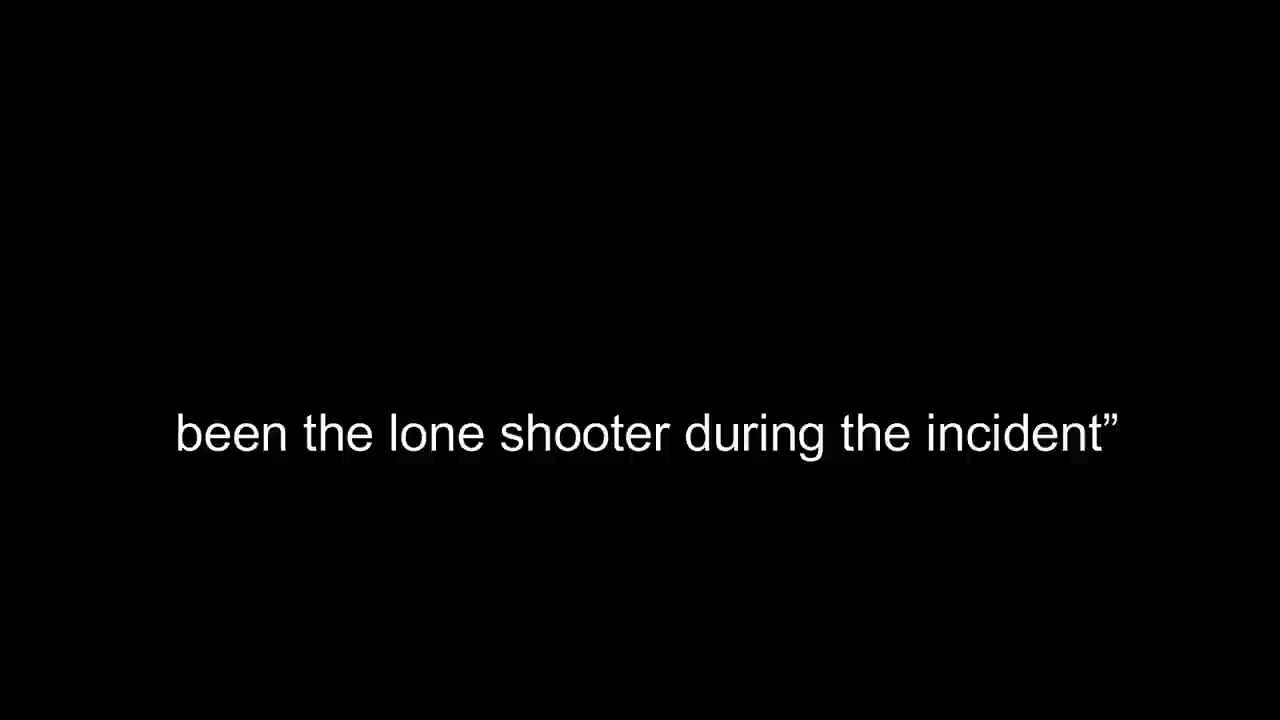 been the lone shooter during the incident”